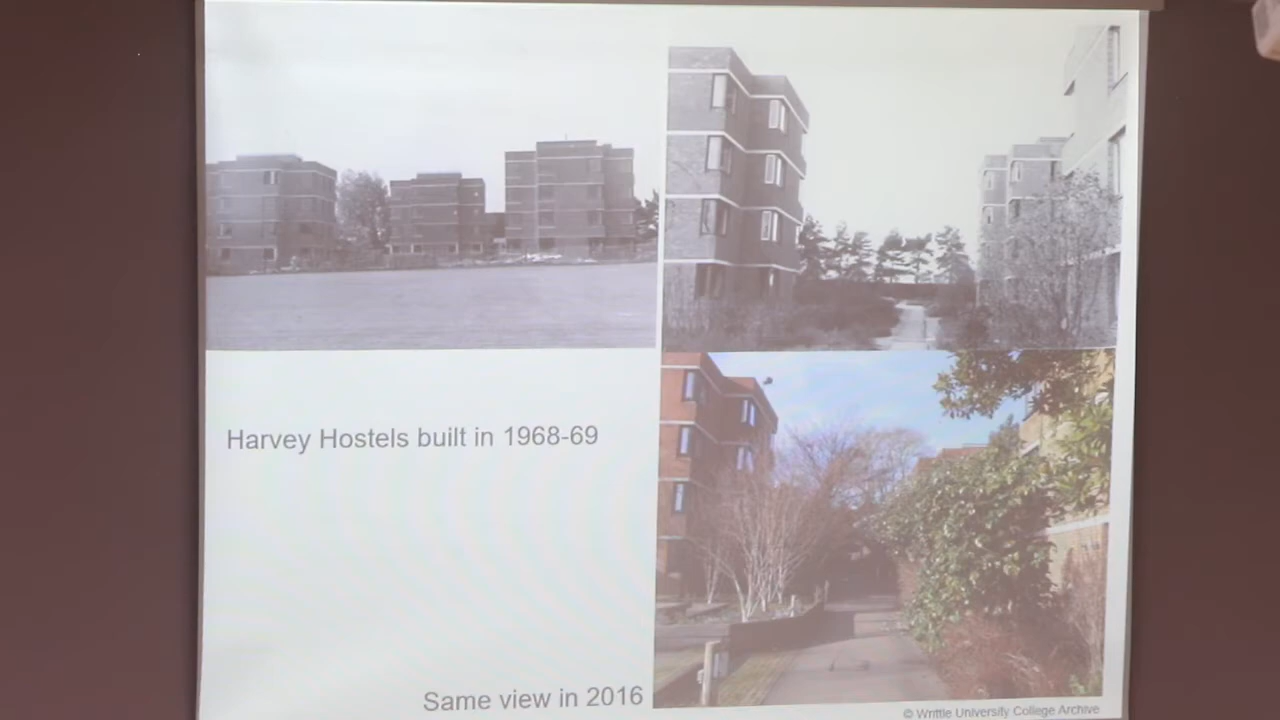 Harvey Hostels built in 1968-69
Same view in 2016
© Writtle University College Archive